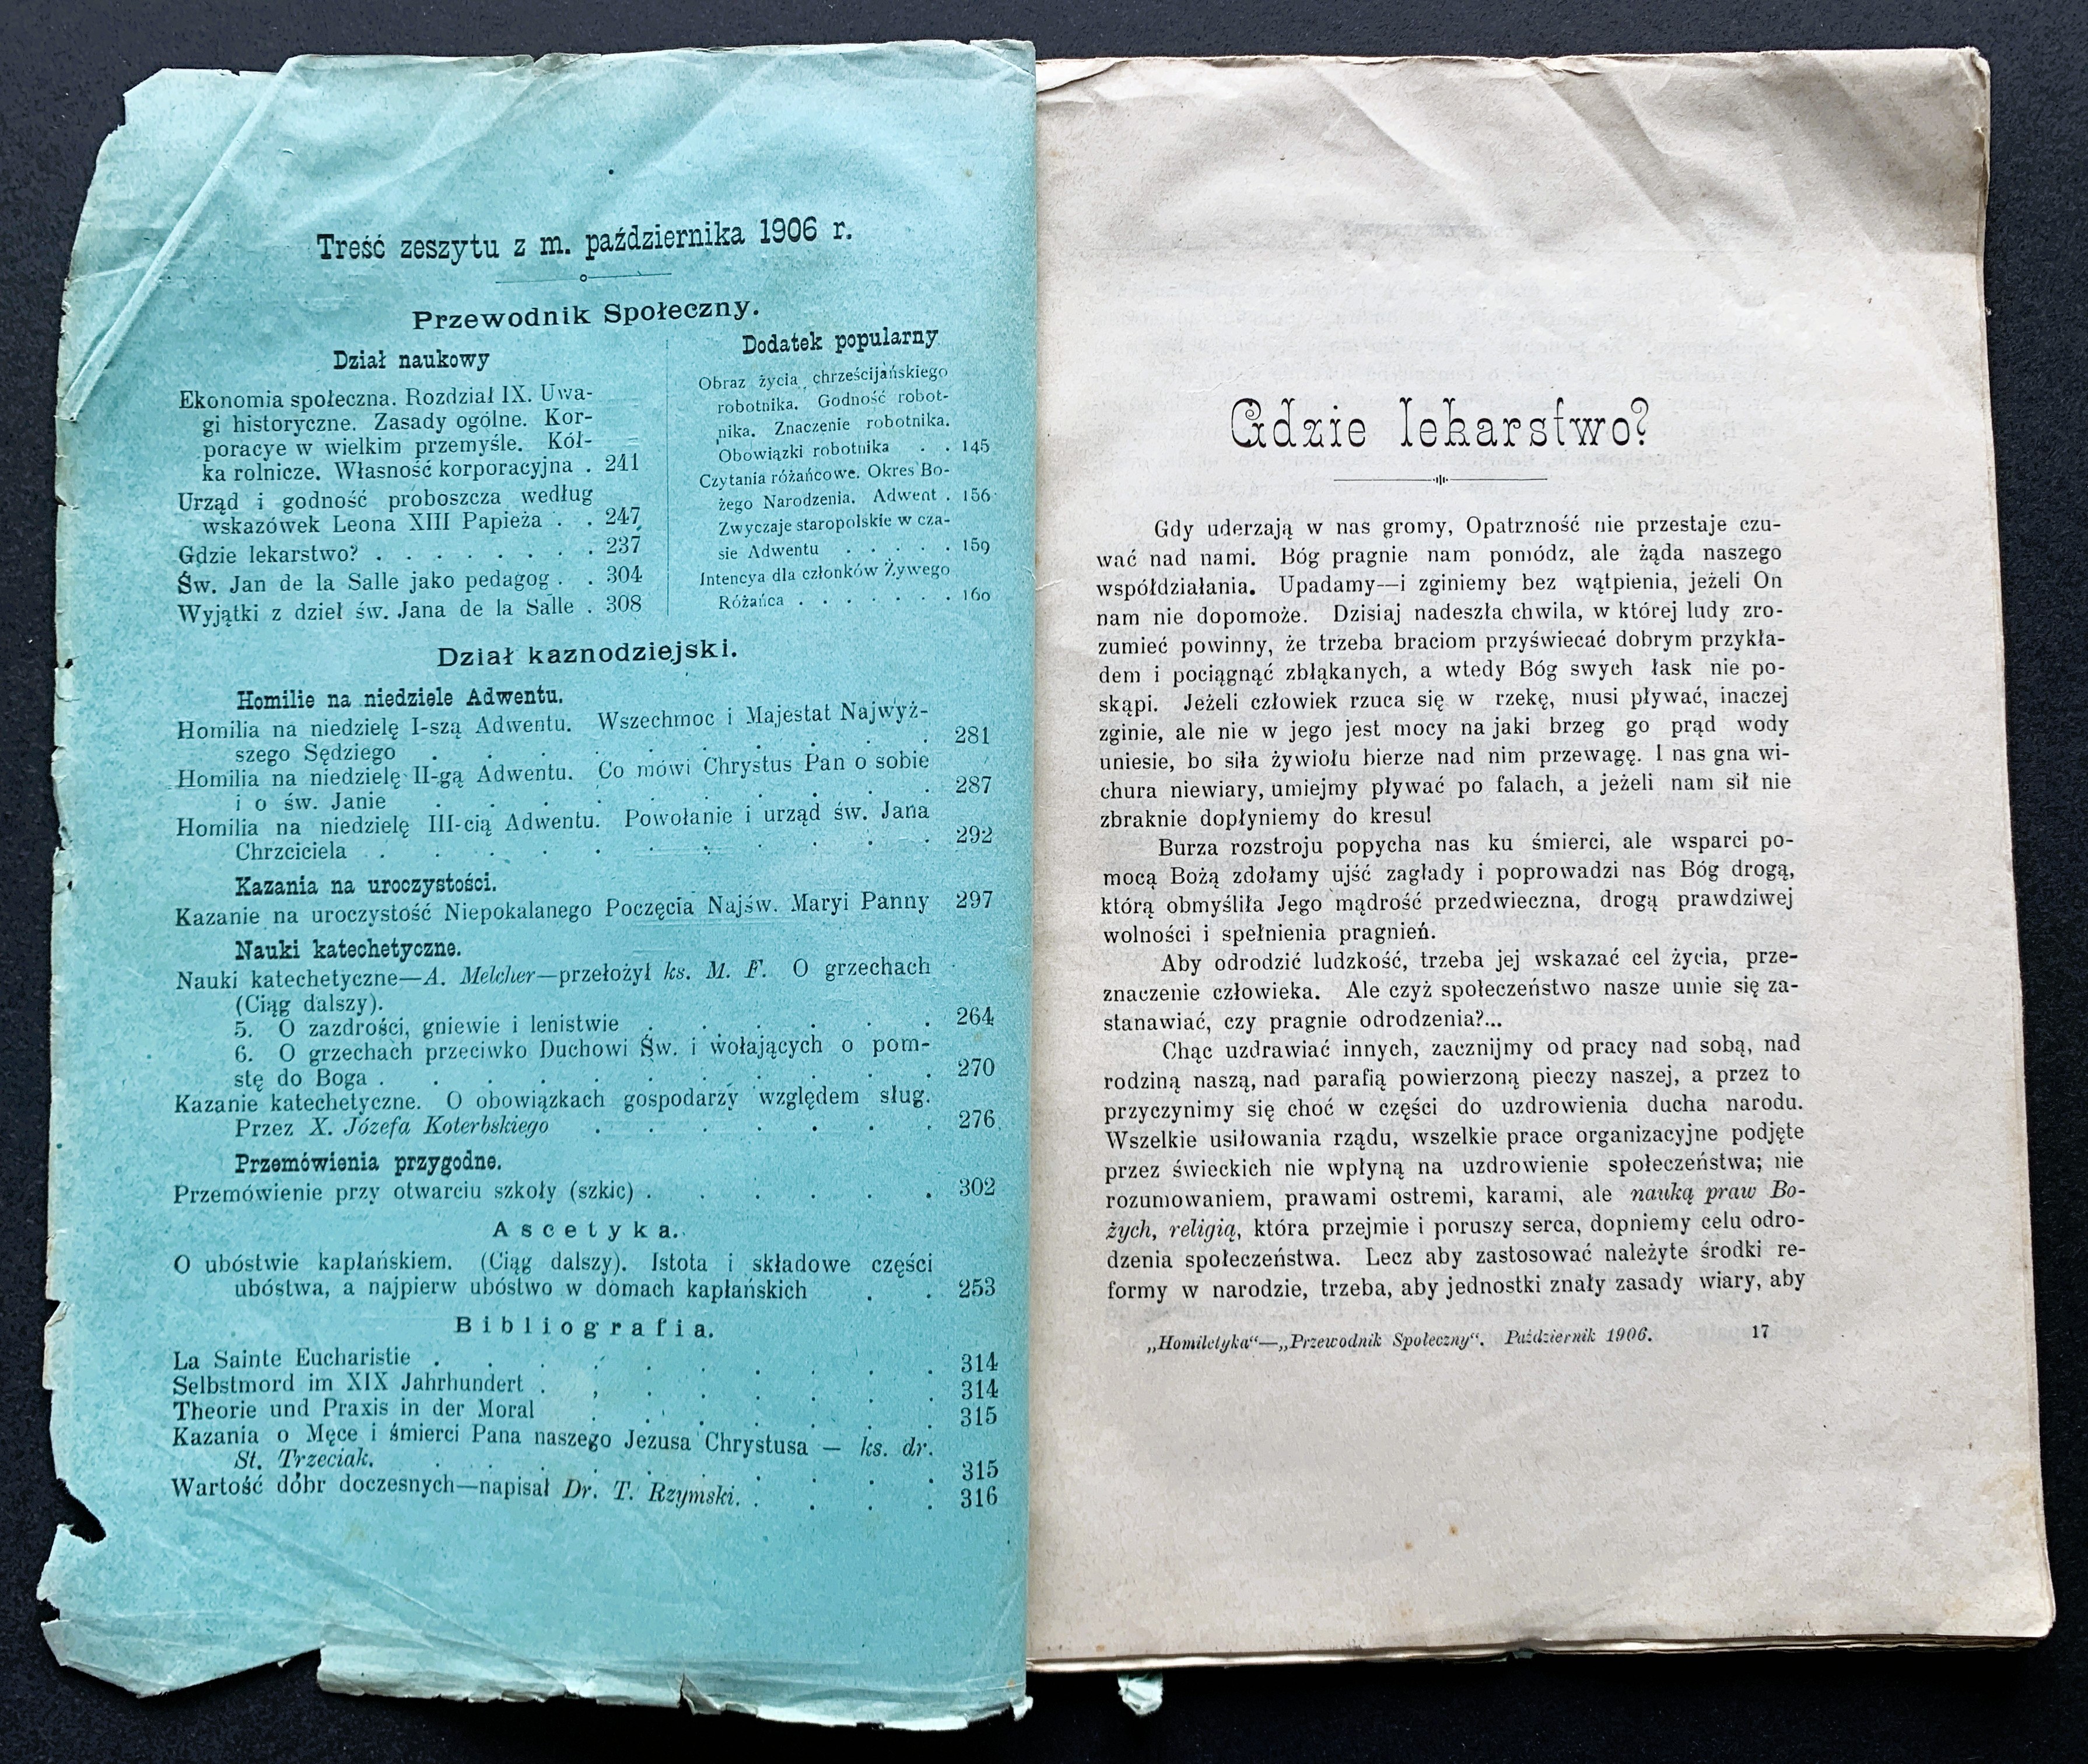 Treść zeszytu z m. października 1906 r.
Przewodnik Społeczny.
Dział naukowy
Ekonomia społeczna. Rozdział IX. Uwa-
gi historyczne. Zasady ogólne. Kor-
poracye w wielkim przemyśle. Kół-
ka rolnicze. Własność korporacyjna . 241
Urząd i godność proboszcza według
wskazówek Leona XIII Papieża . . 247
Gdzie lekarstwo? . . . . . . . . 237
Św. Jan de la Salle jako pedagog . . 304
Wyjątki z dzieł św. Jana de la Salle . 308
Dodatek popularny
Obraz życia chrześcijańskiego
robotnika. Godność robot-
nika. Znaczenie robotnika.
Obowiązki robotnika . . 145
Czytania różańcowe. Okres Bo-
żego Narodzenia. Adwent . 156
Zwyczaje staropolskie w cza-
sie Adwentu . . . . . 159
Intencya dla członków Żywego
Różańca . . . . . . . 160
Dział kaznodziejski.
Homilie na niedziele Adwentu.
Homilia na niedzielę I-szą Adwentu. Wszechmoc i Majestat Najwyż-
szego Sędziego . . . . . . . . . . 281
Homilia na niedzielę II-gą Adwentu. Co mówi Chrystus Pan o sobie
i o św. Janie . . . . . . . . . . 287
Homilia na niedzielę III-cią Adwentu. Powołanie i urząd św. Jana
Chrzciciela . . . . . . . . . . . 292
Kazania na uroczystości.
Kazanie na uroczystość Niepokalanego Poczęcia Najśw. Maryi Panny 297
Nauki katechetyczne.
Nauki katechetyczne—A. Melcher—przełożył ks. M. F. O grzechach
(Ciąg dalszy).
5. O zazdrości, gniewie i lenistwie . . . . . . 264
6. O grzechach przeciwko Duchowi Św. i wołających o pom-
stę do Boga . . . . . . . . . . . 270
Kazanie katechetyczne. O obowiązkach gospodarzy względem sług.
Przez X. Józefa Koterbskiego . . . . . . . 276
Przemówienia przygodne.
Przemówienie przy otwarciu szkoły (szkic) . . . . . . 302
Ascetyka.
O ubóstwie kapłańskiem. (Ciąg dalszy). Istota i składowe części
ubóstwa, a najpierw ubóstwo w domach kapłańskich . . 253
Bibliografia.
La Sainte Eucharistie . . . . . . . . . . 314
Selbstmord im XIX Jahrhundert . . . . . . . . 314
Theorie und Praxis in der Moral . . . . . . . 315
Kazania o Męce i śmierci Pana naszego Jezusa Chrystusa — ks. dr.
St. Trzeciak. . . . . . . . . . . 315
Wartość dóbr doczesnych—napisał Dr. T. Rzymski. . . . . 316
Gdzie lekarstwo?
Gdy uderzają w nas gromy, Opatrzność nie przestaje czu-
wać nad nami. Bóg pragnie nam pomódz, ale żąda naszego
współdziałania. Upadamy—i zginiemy bez wątpienia, jeżeli On
nam nie dopomoże. Dzisiaj nadeszła chwila, w której ludy zro-
zumieć powinny, że trzeba braciom przyświecać dobrym przykła-
dem i pociągnąć zbłąkanych, a wtedy Bóg swych łask nie po-
skąpi. Jeżeli człowiek rzuca się w rzekę, musi pływać, inaczej
zginie, ale nie w jego jest mocy na jaki brzeg go prąd wody
uniesie, bo siła żywiołu bierze nad nim przewagę. I nas gna wi-
chura niewiary, umiejmy pływać po falach, a jeżeli nam sił nie
zbraknie dopłyniemy do kresu!
Burza rozstroju popycha nas ku śmierci, ale wsparci po-
mocą Bożą zdołamy ujść zagłady i poprowadzi nas Bóg drogą,
którą obmyśliła Jego mądrość przedwieczna, drogą prawdziwej
wolności i spełnienia pragnień.
Aby odrodzić ludzkość, trzeba jej wskazać cel życia, prze-
znaczenie człowieka. Ale czyż społeczeństwo nasze umie się za-
stanawiać, czy pragnie odrodzenia?...
Chąc uzdrawiać innych, zacznijmy od pracy nad sobą, nad
rodziną naszą, nad parafią powierzoną pieczy naszej, a przez to
przyczynimy się choć w części do uzdrowienia ducha narodu.
Wszelkie usiłowania rządu, wszelkie prace organizacyjne podjęte
przez świeckich nie wpłyną na uzdrowienie społeczeństwa; nie
rozumowaniem, prawami ostremi, karami, ale nauką praw Bo-
żych, religią, która przejmie i poruszy serca, dopniemy celu odro-
dzenia społeczeństwa. Lecz aby zastosować należyte środki re-
formy w narodzie, trzeba, aby jednostki znały zasady wiary, aby
„Homiletyka“—„Przewodnik Społeczny“. Październik 1906. 17